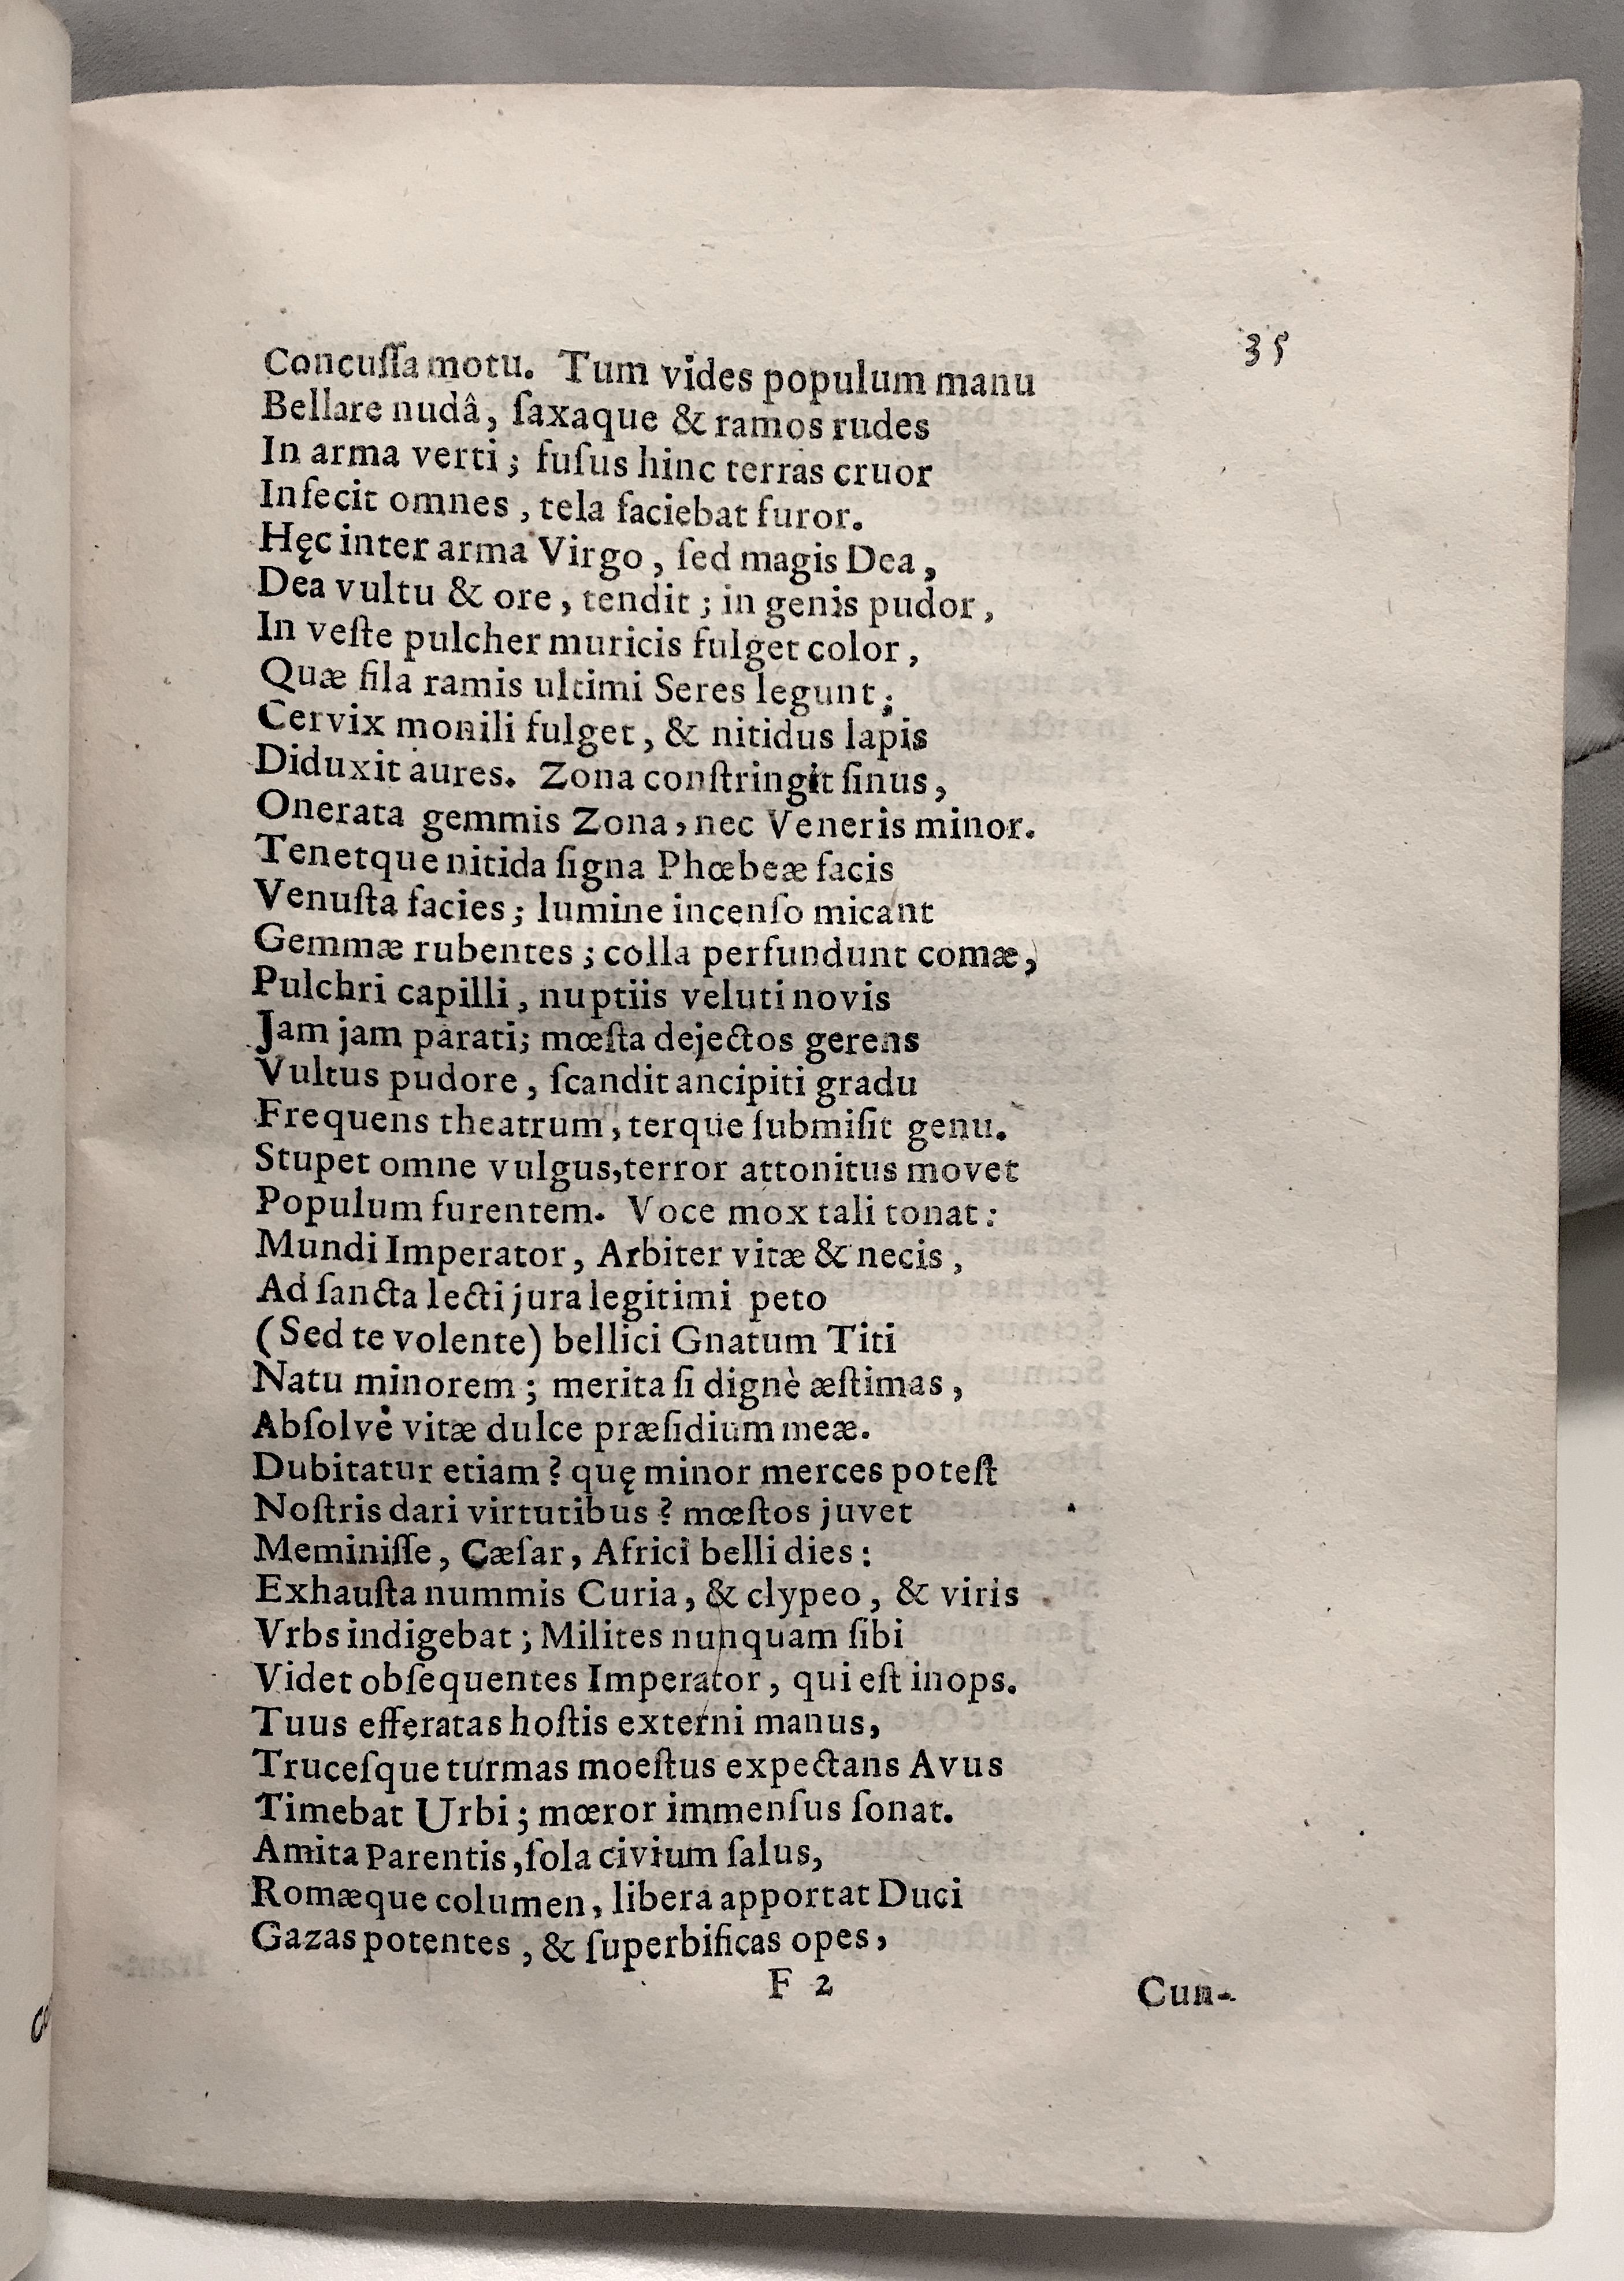 35
Concuſſa motu. Tum vides populum manu
Bellare nudâ, ſaxaque & ramos rudes
In arma verti; fuſus hinc terras cruor
Infecit omnes, tela faciebat furor.
Hęc inter arma Virgo, ſed magis Dea,
Dea vultu & ore, tendit; in genis pudor,
In veſte pulcher muricis fulget color,
Quæ fila ramis ultimi Seres legunt;
Cervix monili fulget, & nitidus lapis
Diduxit aures. Zona conſtringit ſinus,
Onerata gemmis Zona, nec Veneris minor.
Tenetque nitida ſigna Phœbeæ facis
Venuſta facies; lumine incenſo micant
Gemmæ rubentes; colla perfundunt comæ,
Pulchri capilli, nuptiis veluti novis
Jam jam parati; mœſta dejectos gerens
Vultus pudore, ſcandit ancipiti gradu
Frequens theatrum, terque ſubmiſit genu.
Stupet omne vulgus, terror attonitus movet
Populum furentem. Voce mox tali tonat:
Mundi Imperator, Arbiter vitæ & necis,
Ad ſancta lecti jura legitimi peto
(Sed te volente) bellici Gnatum Titi
Natu minorem; merita ſi dignè æſtimas,
Abſolve vitæ dulce præſidium meæ.
Dubitatur etiam? quę minor merces poteſt
Noſtris dari virtutibus? mœſtos juvet
Meminiſſe, Cæſar, Africi belli dies:
Exhauſta nummis Curia, & clypeo, & viris
Vrbs indigebat; Milites nunquam ſibi
Videt obſequentes Imperator, qui eſt inops.
Tuus efferatas hoſtis externi manus,
Truceſque turmas moeſtus expectans Avus
Timebat Urbi; mœror immenſus ſonat.
Amita Parentis, ſola civium ſalus,
Romæque columen, libera apportat Duci
Gazas potentes, & ſuperbificas opes,
F 2
Cun-